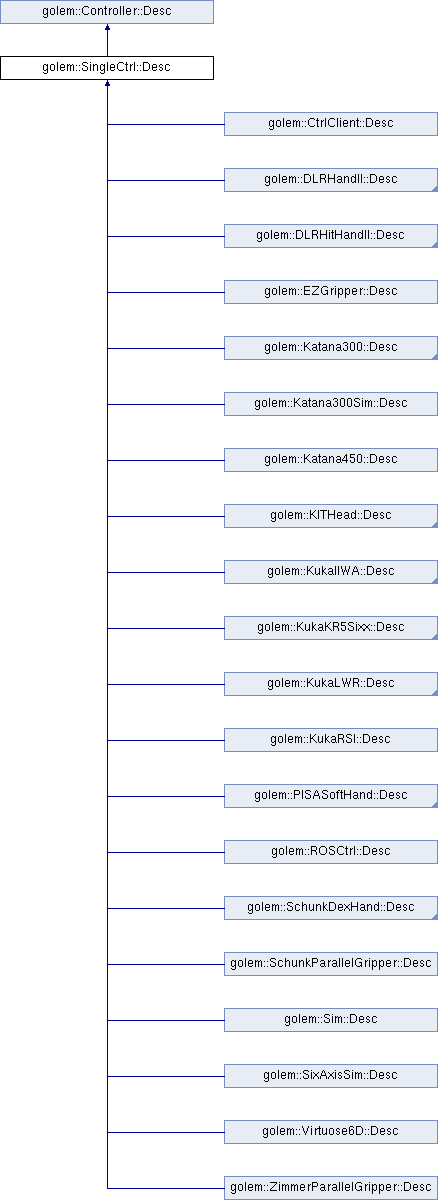 golem::Controller::Desc
golem::SingleCtrl::Desc
golem::CtrlClient::Desc
golem::DLRHandII::Desc
golem::DLRHitHandII::Desc
golem::EZGripper::Desc
golem::Katana300::Desc
golem::Katana300Sim::Desc
golem::Katana450::Desc
golem::KITHead::Desc
golem::KukaIIWA::Desc
golem::KukaKR5Sixx::Desc
golem::KukaLWR::Desc
golem::KukaRSI::Desc
golem::PISASoftHand::Desc
golem::ROSCtrl::Desc
golem::SchunkDexHand::Desc
golem::SchunkParallelGripper::Desc
golem::Sim::Desc
golem::SixAxisSim::Desc
golem::Virtuose6D::Desc
golem::ZimmerParallelGripper::Desc